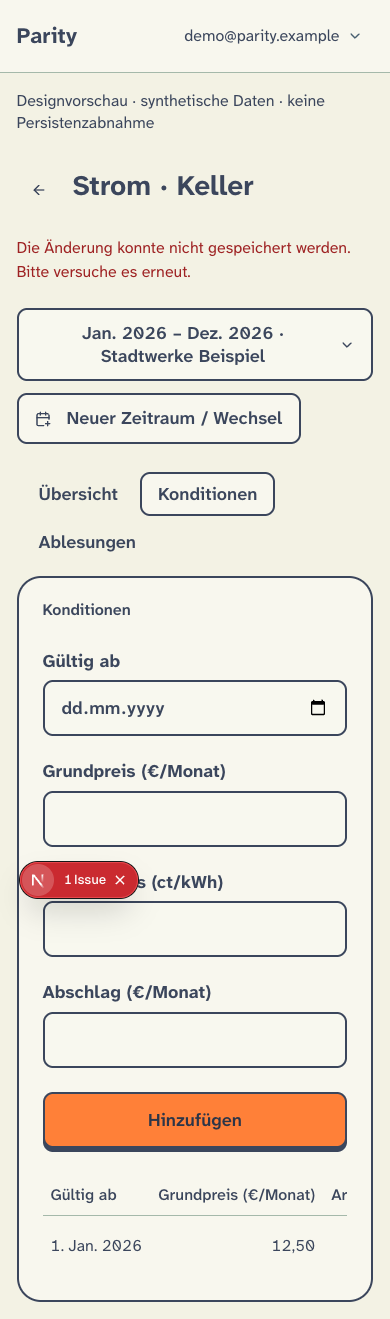 Parity
demo@parity.example
Designvorschau · synthetische Daten · keine
Persistenzabnahme
Strom · Keller
Die Änderung konnte nicht gespeichert werden.
Bitte versuche es erneut.
Jan. 2026 – Dez. 2026 ·
Stadtwerke Beispiel
Neuer Zeitraum / Wechsel
Übersicht
Konditionen
Ablesungen
Konditionen
Gültig ab
dd.mm.yyyy
Grundpreis (€/Monat)
N 1 Issue
s (ct/kWh)
Abschlag (€/Monat)
Hinzufügen
Gültig ab Grundpreis (€/Monat) Ar
1. Jan. 2026 12,50